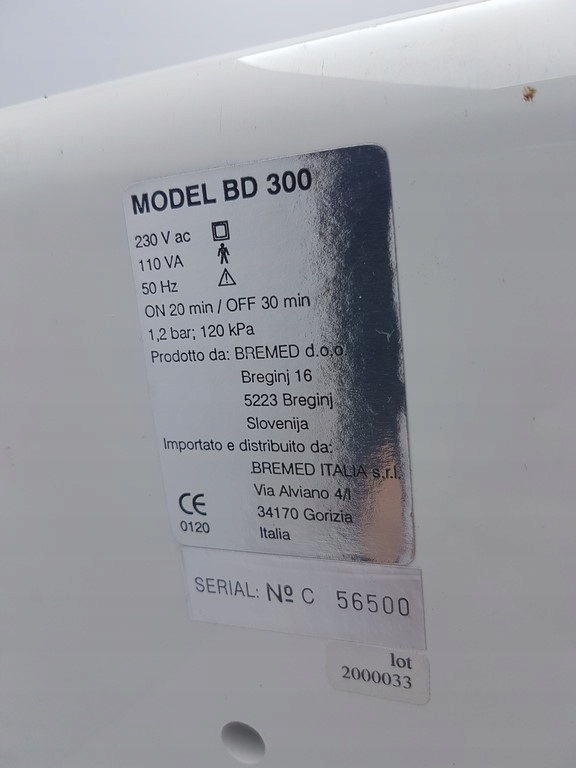 MODEL BD 300
230 V ac
110 VA
50 Hz
ON 20 min / OFF 30 min
1,2 bar; 120 kPa
Prodotto da: BREMED d.o.o.
Breginj 16
5223 Breginj
Slovenija
Importato e distribuito da:
BREMED ITALIA s.r.l.
Via Alviano 4/I
34170 Gorizia
Italia
CE
0120
SERIAL: Nº C 56500
lot
2000033